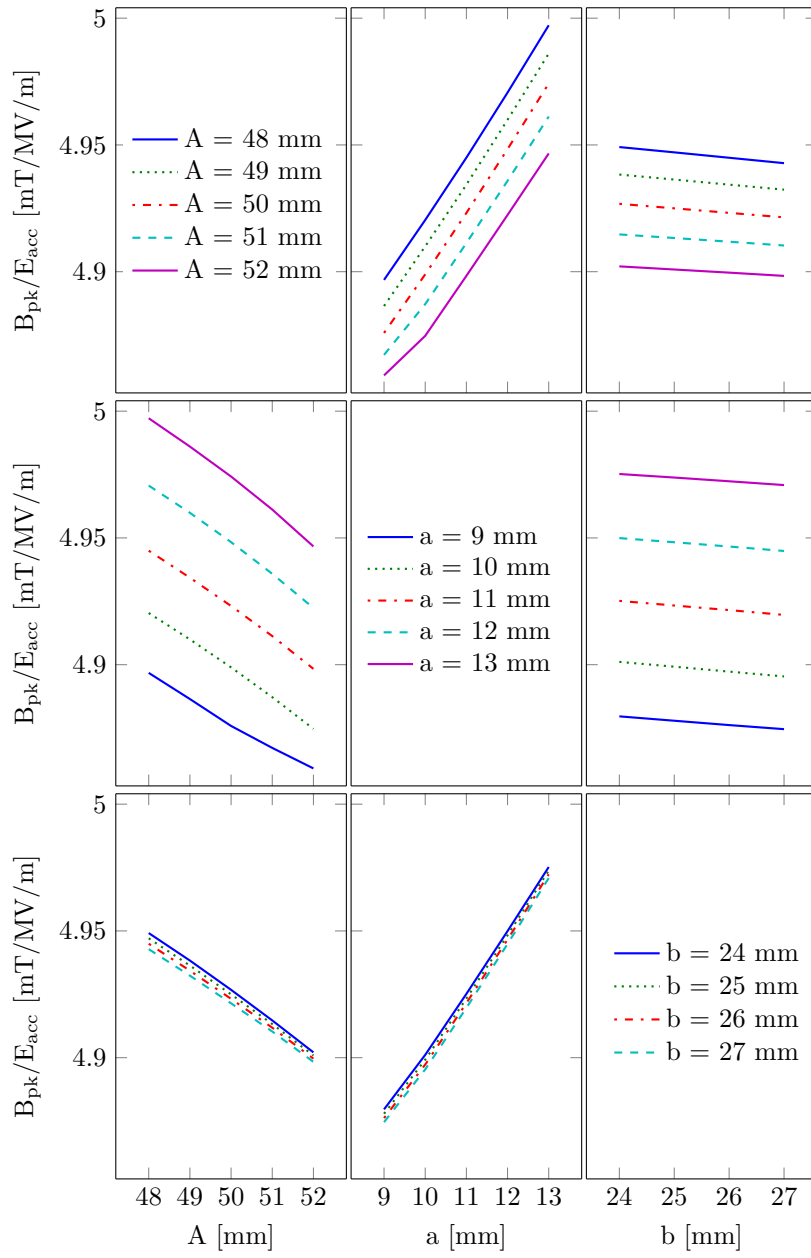 5
4.95
4.9
B_pk/E_acc [mT/MV/m]
A = 48 mm
A = 49 mm
A = 50 mm
A = 51 mm
A = 52 mm
5
4.95
4.9
B_pk/E_acc [mT/MV/m]
a = 9 mm
a = 10 mm
a = 11 mm
a = 12 mm
a = 13 mm
5
4.95
4.9
B_pk/E_acc [mT/MV/m]
b = 24 mm
b = 25 mm
b = 26 mm
b = 27 mm
48 49 50 51 52 9 10 11 12 13 24 25 26 27
A [mm] a [mm] b [mm]